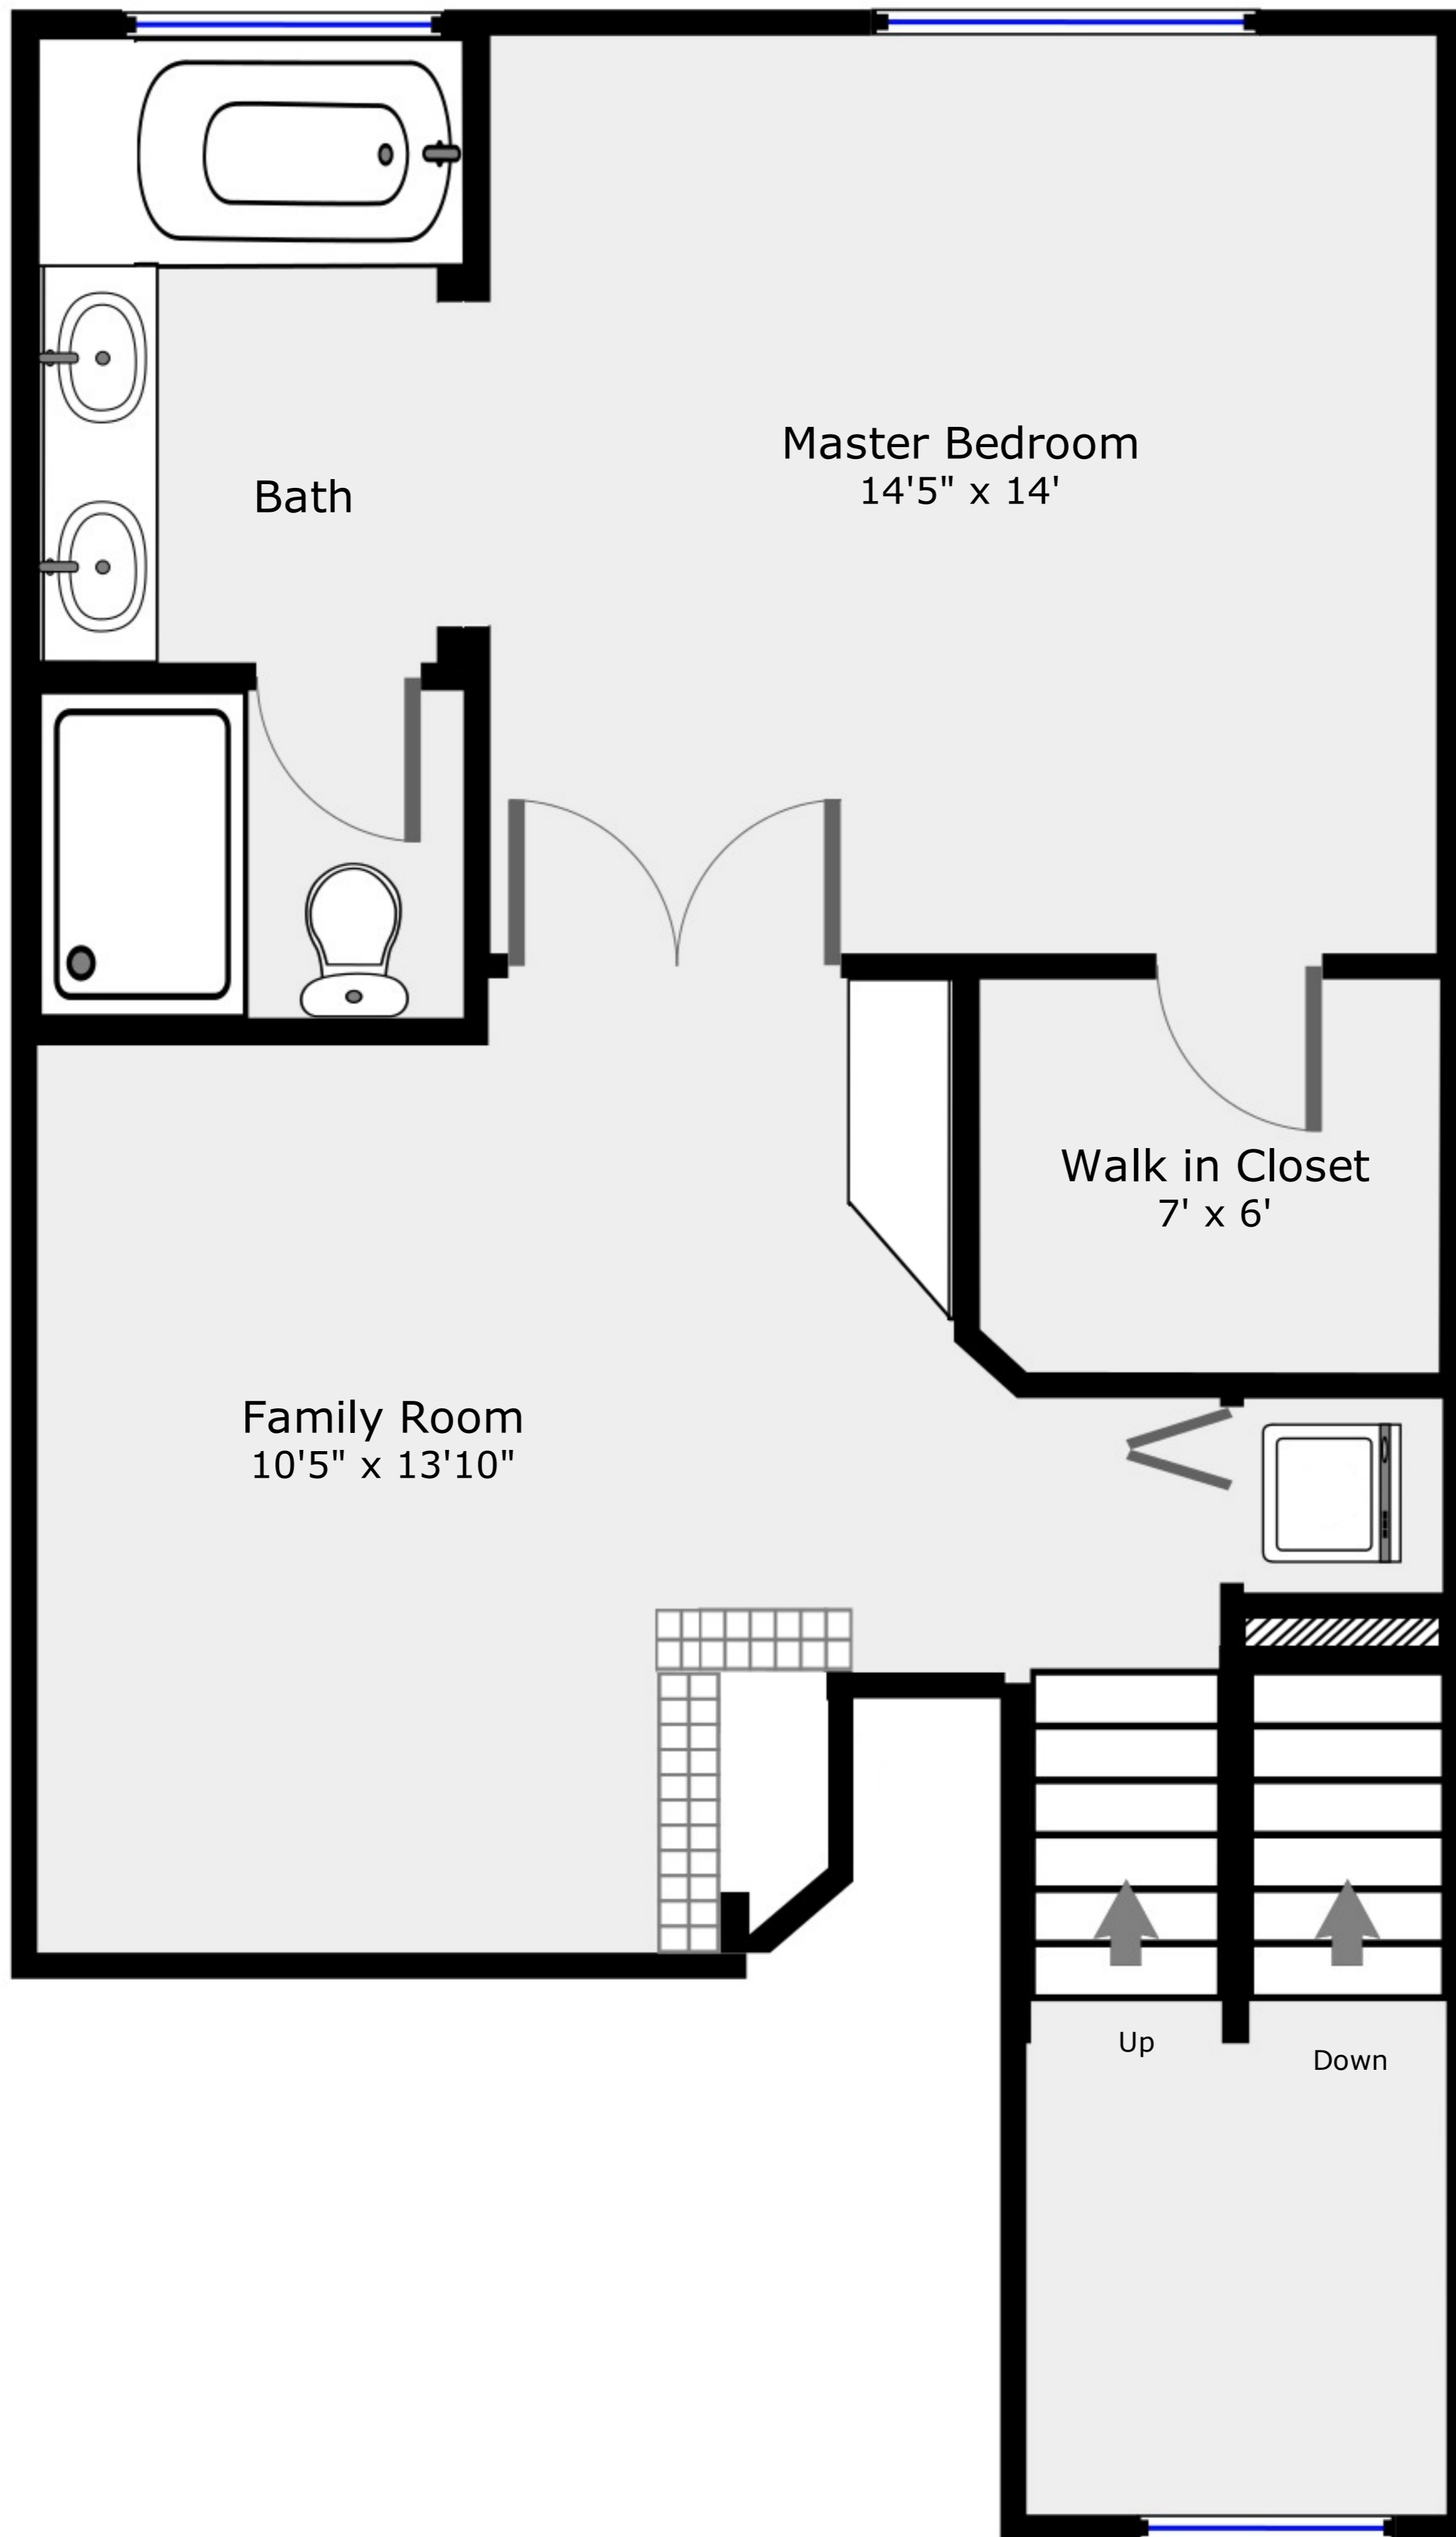 Master Bedroom
14'5" x 14'
Bath
Walk in Closet
7' x 6'
Family Room
10'5" x 13'10"
Up
Down